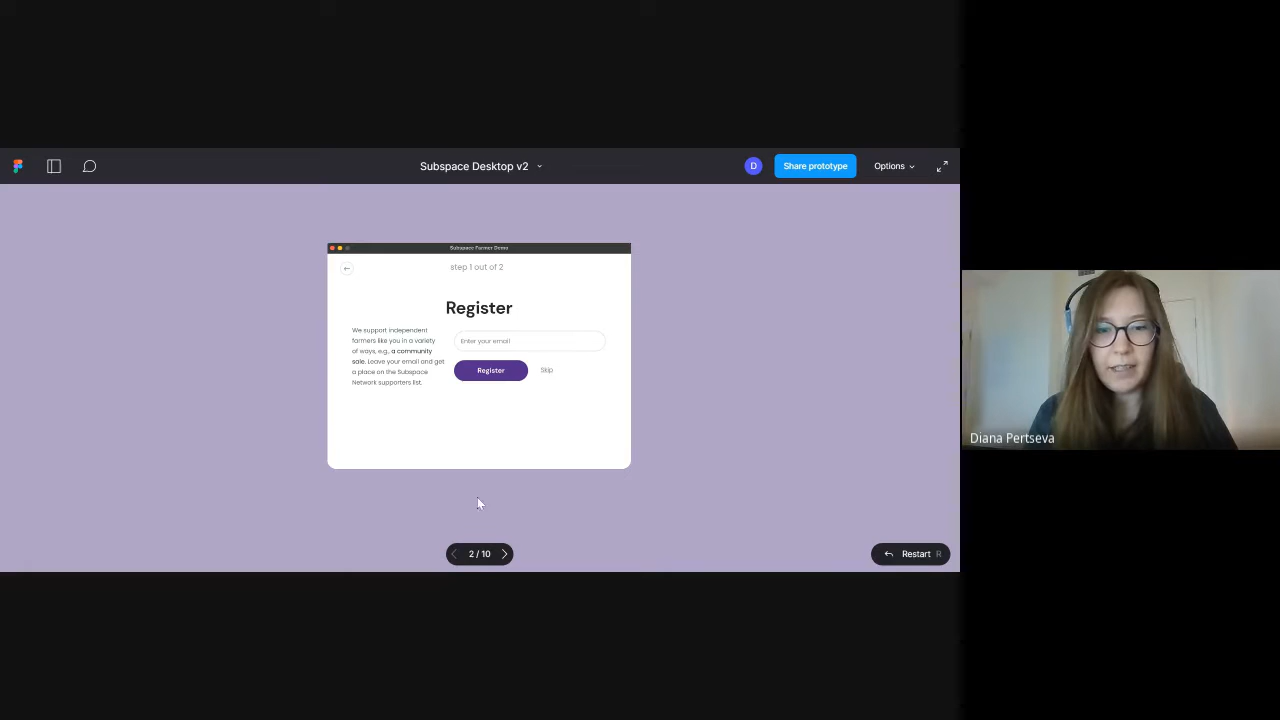 Subspace Desktop v2
D
Share prototype
Options
Subspace Farmer Demo
step 1 out of 2
Register
We support independent
farmers like you in a variety
of ways, e.g., a community
sale. Leave your email and get
a place on the Subspace
Network supporters list.
Enter your email
Register
Skip
Diana Pertseva
2 / 10
Restart R